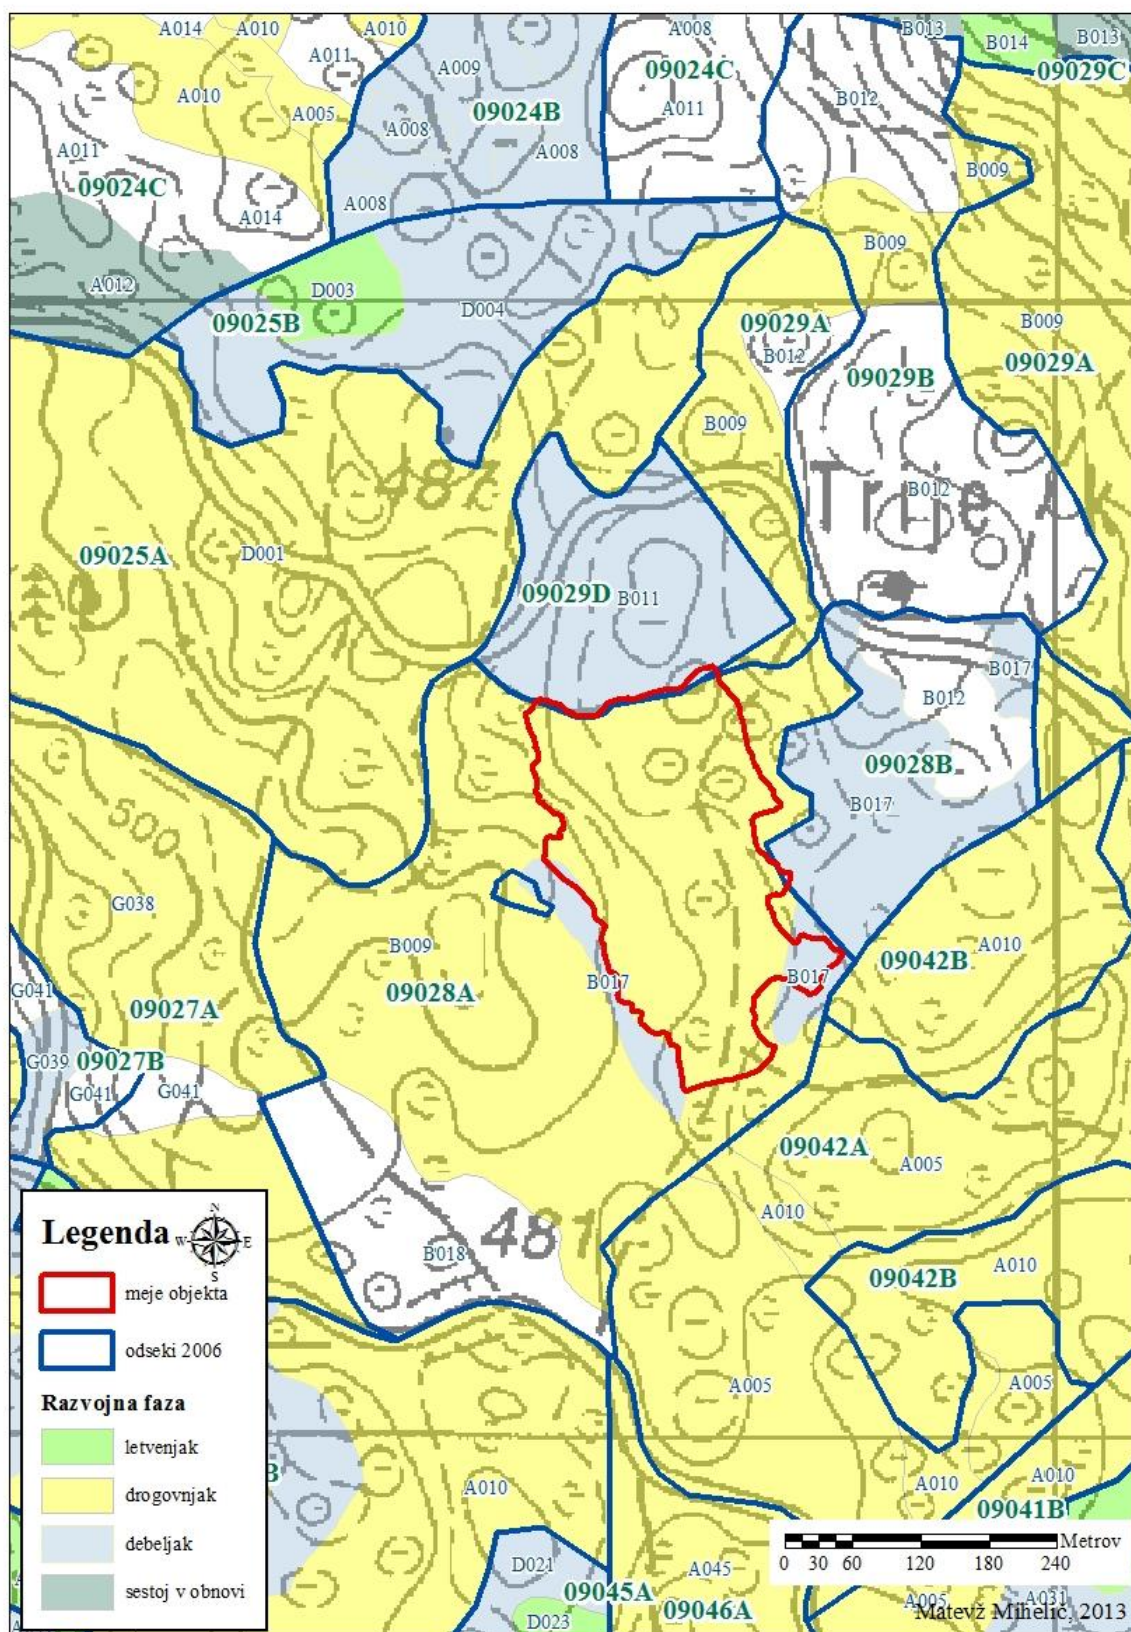 A014
A010
A010
A008
B013
B014
B013
A011
A009
09024C
09029C
A010
A005
09024B
A011
B012
A008
A011
A008
09024C
B009
A014
A008
B009
A012
D003
D004
09025B
09029A
B012
B009
09029B
09029A
B009
487
Trije
B012
09025A
D001
09029D
B011
B017
B012
09028B
B017
500
G038
B009
A010
09042B
G041
B017
B017
09028A
09027A
G039
09027B
G041
G041
09042A
A005
A010
481
B018
A010
09042B
A005
A005
B
A010
A010
A010
09041B
D021
A045
09045A
09046A
D023
A005
A031
Legenda
N
W
E
S
meje objekta
odseki 2006
Razvojna faza
letvenjak
drogovnjak
debeljak
sestoj v obnovi
Metrov
0 30 60 120 180 240
Matevž Mihelič, 2013